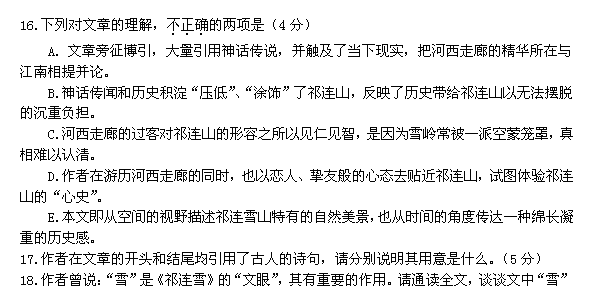 16.下列对文章的理解，不正确的两项是（4分）
A. 文章旁征博引，大量引用神话传说，并触及了当下现实，把河西走廊的精华所在与
江南相提并论。
B.神话传闻和历史积淀“压低”、“涂饰”了祁连山，反映了历史带给祁连山以无法摆脱
的沉重负担。
C.河西走廊的过客对祁连山的形容之所以见仁见智，是因为雪岭常被一派空蒙笼罩，真
相难以认清。
D.作者在游历河西走廊的同时，也以恋人、挚友般的心态去贴近祁连山，试图体验祁连
山的“心史”。
E.本文即从空间的视野描述祁连雪山特有的自然美景，也从时间的角度传达一种绵长凝
重的历史感。
17.作者在文章的开头和结尾均引用了古人的诗句，请分别说明其用意是什么。（5分）
18.作者曾说：“雪”是《祁连雪》的“文眼”，其有重要的作用。请通读全文，谈谈文中“雪”